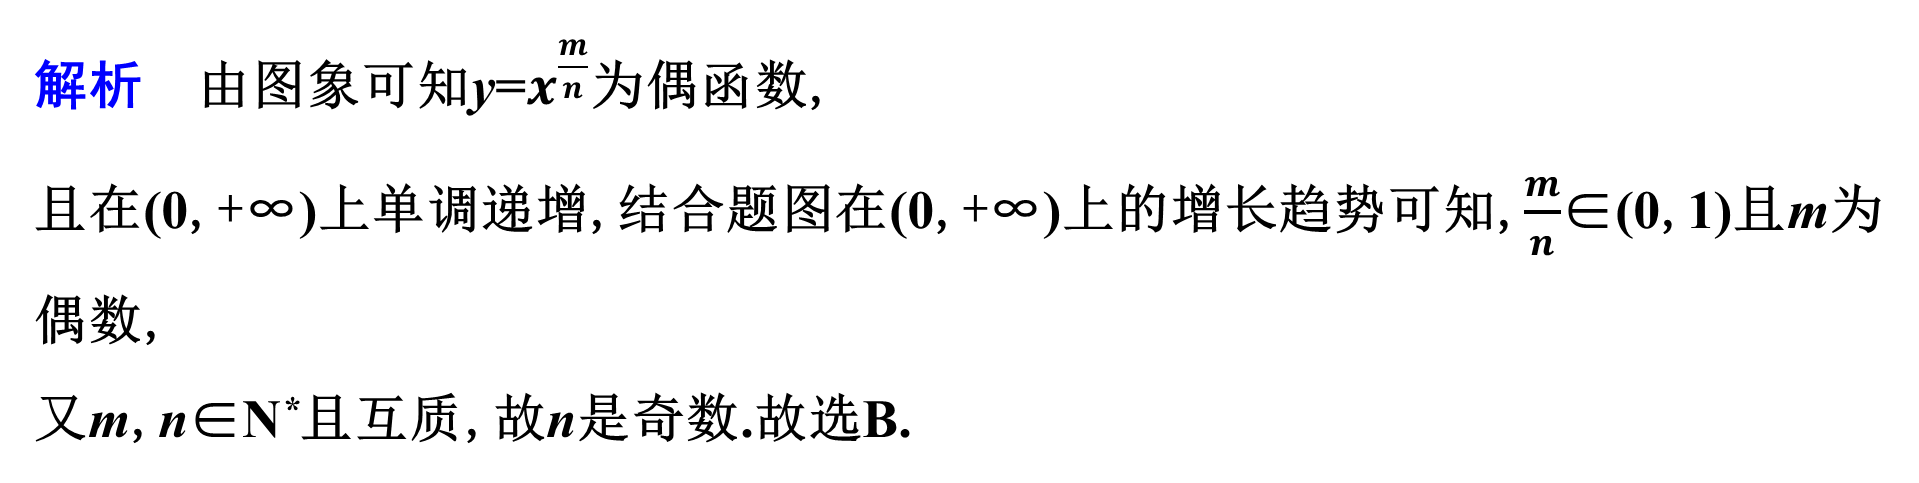 解析 由图象可知y=x^{\frac{m}{n}}为偶函数,
且在(0, +∞)上单调递增, 结合题图在(0, +∞)上的增长趋势可知, \frac{m}{n}∈(0, 1)且m为
偶数,
又m, n∈N*且互质, 故n是奇数.故选B.